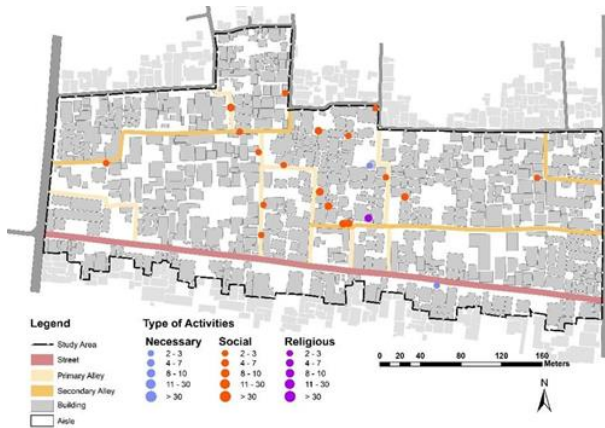 Legend
Study Area
Street
Primary Alley
Secondary Alley
Building
Aisle
Type of Activities
Necessary
2 - 3
4 - 7
8 - 10
11 - 30
> 30
Social
2 - 3
4 - 7
8 - 10
11 - 30
> 30
Religious
2 - 3
4 - 7
8 - 10
11 - 30
> 30
0 20 40 80 120 160
Meters
N